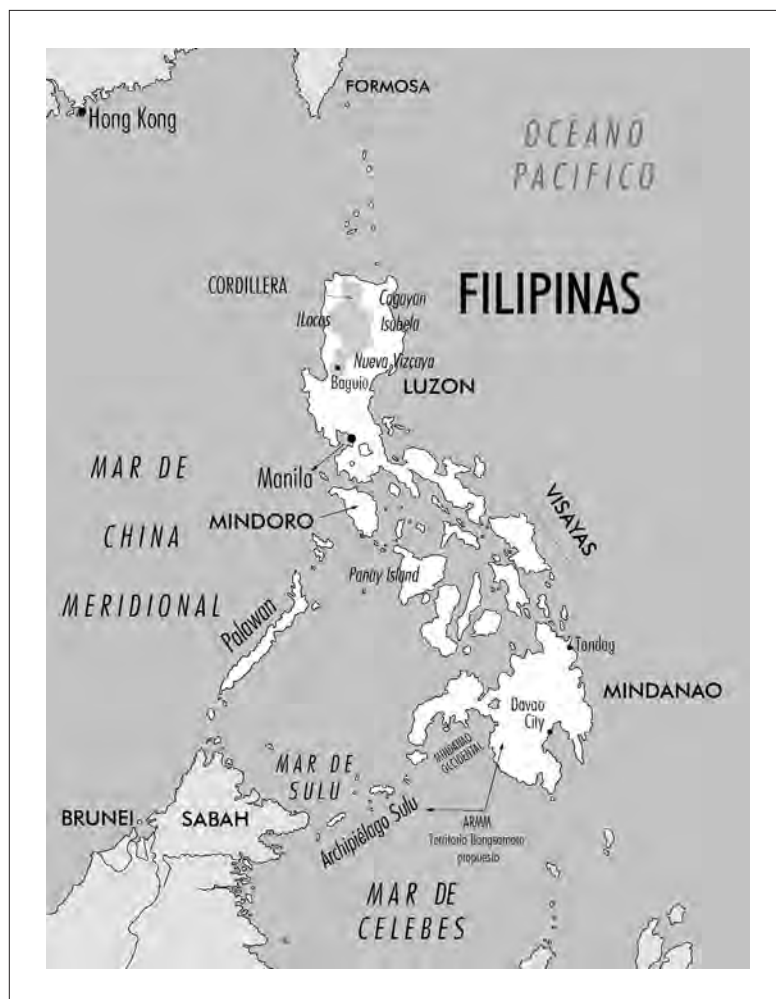 FORMOSA
Hong Kong
OCÉANO
PACIFICO
CORDILLERA
FILIPINAS
Cagayan
ILocos
Isabela
Nueva Vizcaya
Baguio
LUZON
MAR DE
CHINA
MERIDIONAL
Manila
MINDORO
VISAYAS
Panay Island
Palawan
Tandag
MINDANAO
Davao
City
MINDANAO
OCCIDENTAL
MAR DE
SULU
BRUNEI
SABAH
Archipiélago Sulu
ARMM
Territorio Bangsamoro
propuesto
MAR DE
CELEBES